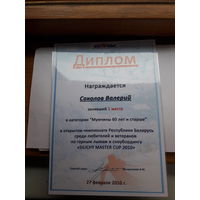 Диплом
Награждается
Соколов Валерий
занявший 1 место
в категории "Мужчины 60 лет и старше"
в открытом чемпионате Республики Беларусь
среди любителей и ветеранов
по горным лыжам и сноуборду
MASTER CUP 2010»
27 февраля 2010 г.